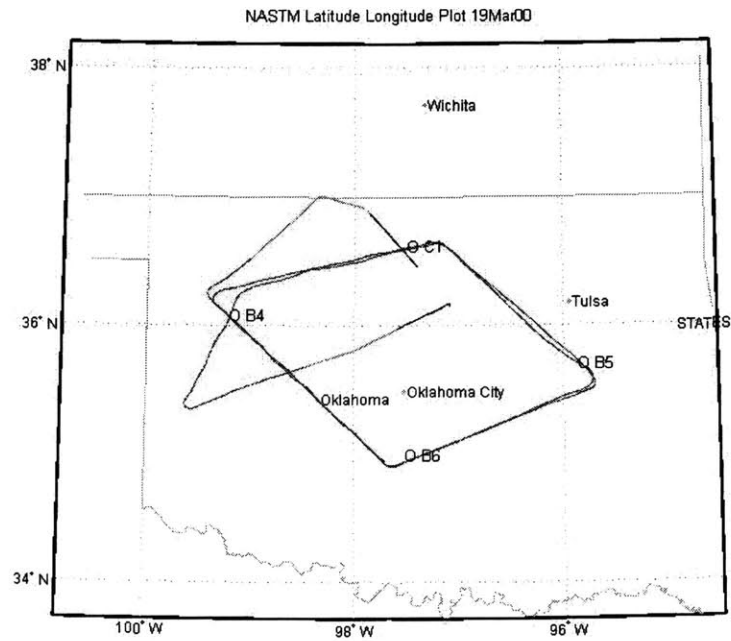 NASTM Latitude Longitude Plot 19Mar00
38° N
Wichita
C1
36° N
B4
Tulsa
STATES
B5
Oklahoma
Oklahoma City
B6
34° N
100° W
98° W
96° W